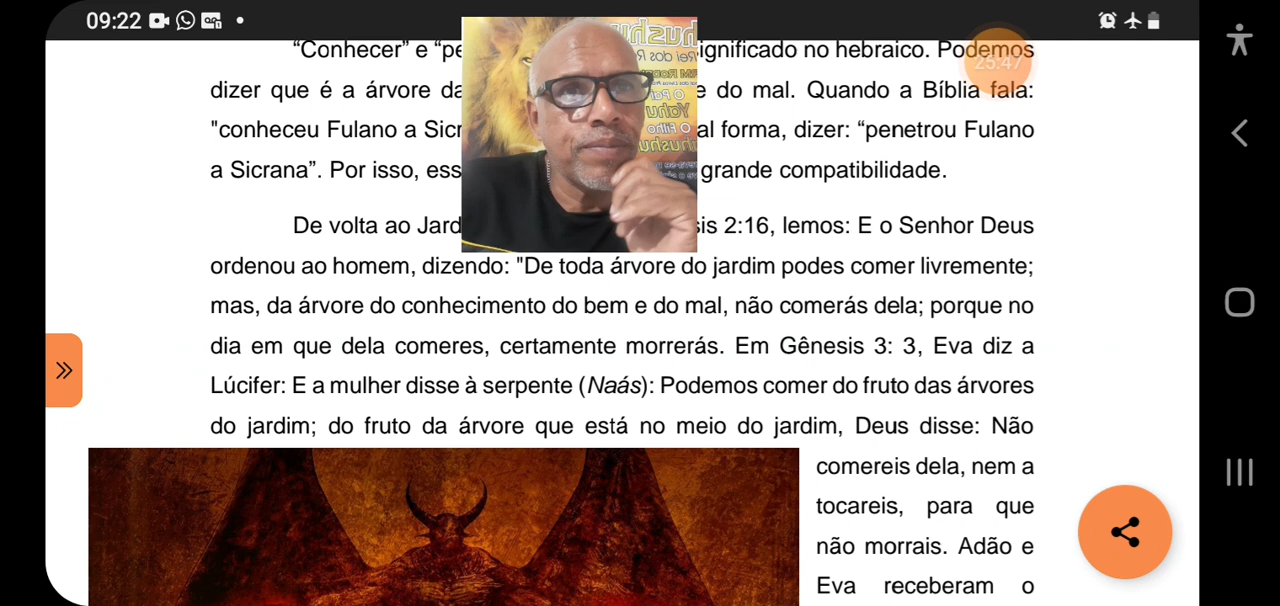 09:22
25:47
“Conhecer” e “pe ignificado no hebraico. Podemos
dizer que é a árvore da e do mal. Quando a Bíblia fala:
"conheceu Fulano a Sicr al forma, dizer: “penetrou Fulano
a Sicrana”. Por isso, ess grande compatibilidade.
De volta ao Jard sis 2:16, lemos: E o Senhor Deus
ordenou ao homem, dizendo: "De toda árvore do jardim podes comer livremente;
mas, da árvore do conhecimento do bem e do mal, não comerás dela; porque no
dia em que dela comeres, certamente morrerás. Em Gênesis 3: 3, Eva diz a
Lúcifer: E a mulher disse à serpente (Naás): Podemos comer do fruto das árvores
do jardim; do fruto da árvore que está no meio do jardim, Deus disse: Não
comereis dela, nem a
tocareis, para que
não morrais. Adão e
Eva receberam o